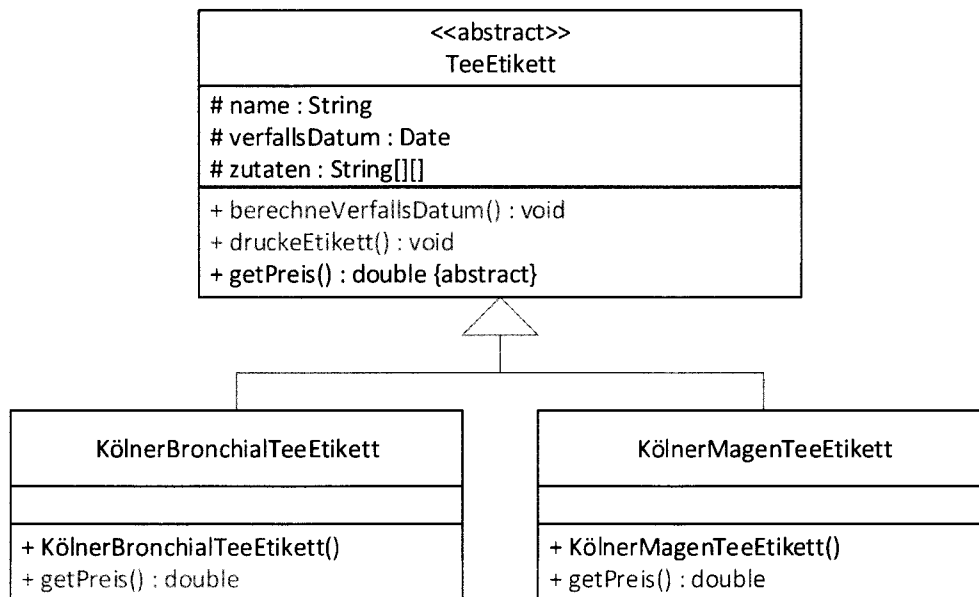 <<abstract>>
TeeEtikett
# name : String
# verfallsDatum : Date
# zutaten : String[][]
+ berechneVerfallsDatum() : void
+ druckeEtikett() : void
+ getPreis() : double {abstract}
KölnerBronchialTeeEtikett
+ KölnerBronchialTeeEtikett()
+ getPreis() : double
KölnerMagenTeeEtikett
+ KölnerMagenTeeEtikett()
+ getPreis() : double